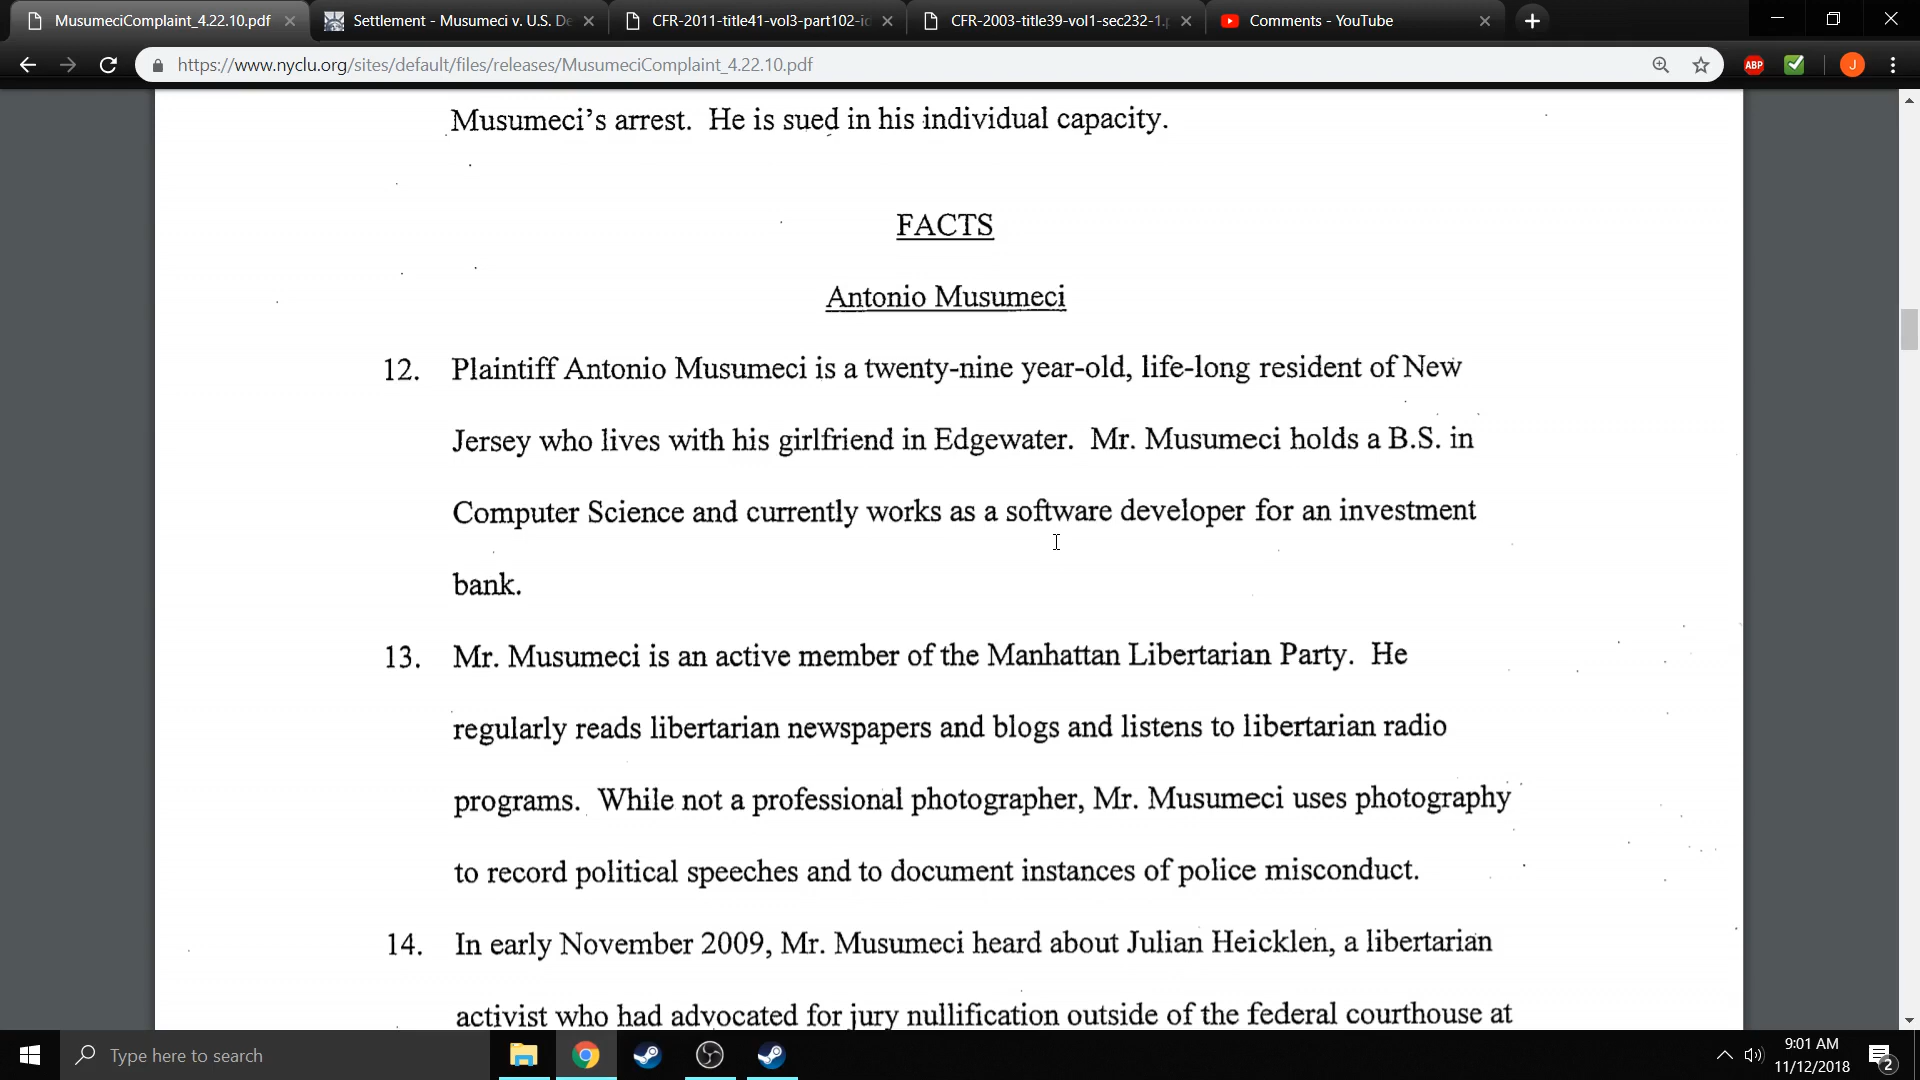 MusumeciComplaint_4.22.10.pdf
Settlement - Musumeci v. U.S. De
CFR-2011-title41-vol3-part102-id
CFR-2003-title39-vol1-sec232-1.p
Comments - YouTube
https://www.nyclu.org/sites/default/files/releases/MusumeciComplaint_4.22.10.pdf
ABP
J
Musumeci's arrest. He is sued in his individual capacity.
FACTS
Antonio Musumeci
12. Plaintiff Antonio Musumeci is a twenty-nine year-old, life-long resident of New
Jersey who lives with his girlfriend in Edgewater. Mr. Musumeci holds a B.S. in
Computer Science and currently works as a software developer for an investment
bank.
13. Mr. Musumeci is an active member of the Manhattan Libertarian Party. He
regularly reads libertarian newspapers and blogs and listens to libertarian radio
programs. While not a professional photographer, Mr. Musumeci uses photography
to record political speeches and to document instances of police misconduct.
14. In early November 2009, Mr. Musumeci heard about Julian Heicklen, a libertarian
activist who had advocated for jury nullification outside of the federal courthouse at
Type here to search
9:01 AM
11/12/2018
2